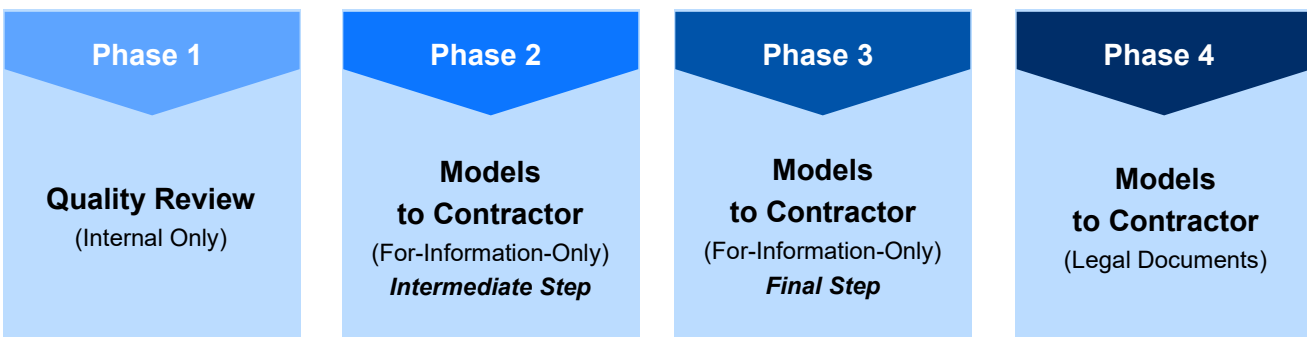 Phase 1
Quality Review
(Internal Only)
Phase 2
Models
to Contractor
(For-Information-Only)
Intermediate Step
Phase 3
Models
to Contractor
(For-Information-Only)
Final Step
Phase 4
Models
to Contractor
(Legal Documents)